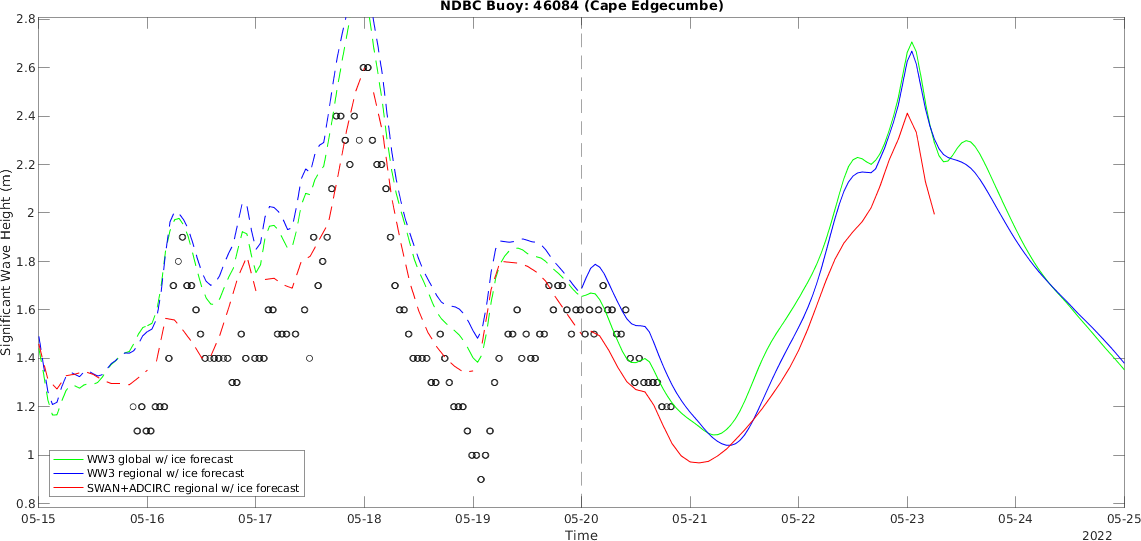 NDBC Buoy: 46084 (Cape Edgecumbe)
2.8
2.6
2.4
2.2
2
1.8
1.6
1.4
1.2
1
0.8
Significant Wave Height (m)
WW3 global w/ ice forecast
WW3 regional w/ ice forecast
SWAN+ADCIRC regional w/ ice forecast
05-15 05-16 05-17 05-18 05-19 05-20 05-21 05-22 05-23 05-24 05-25
Time
2022